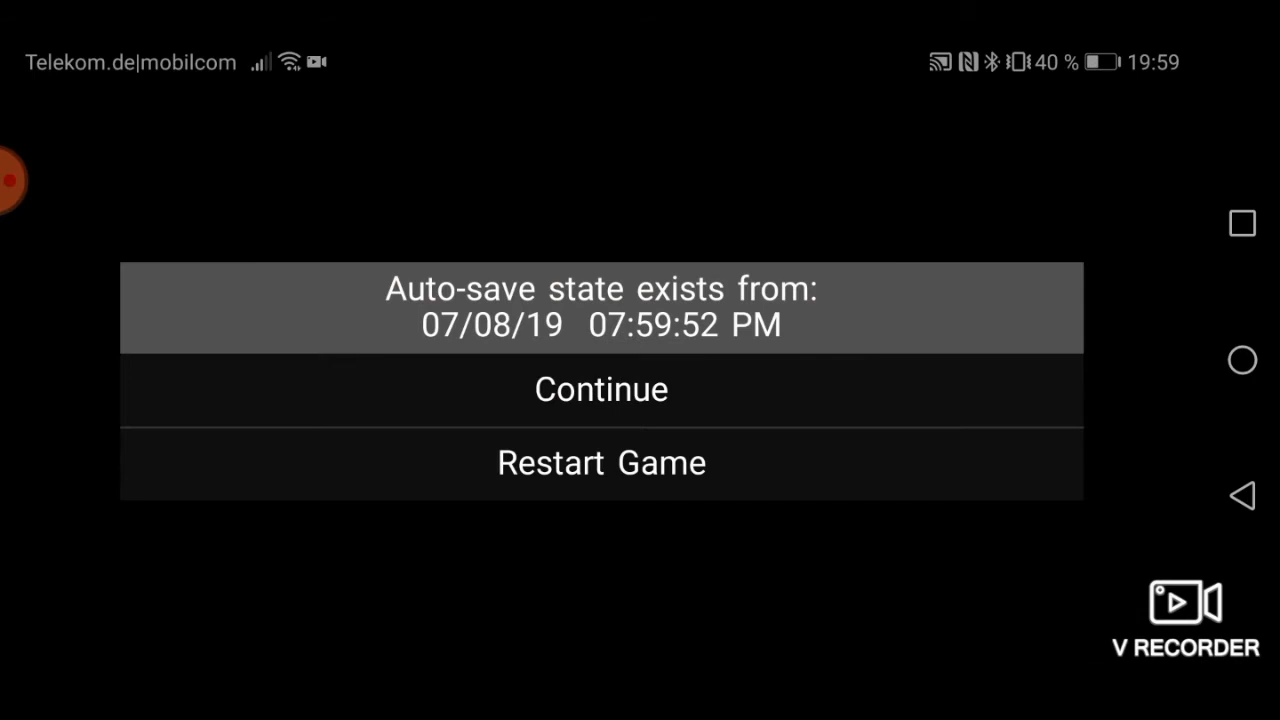 Telekom.de|mobilcom
40 % 19:59
Auto-save state exists from:
07/08/19 07:59:52 PM
Continue
Restart Game
V RECORDER